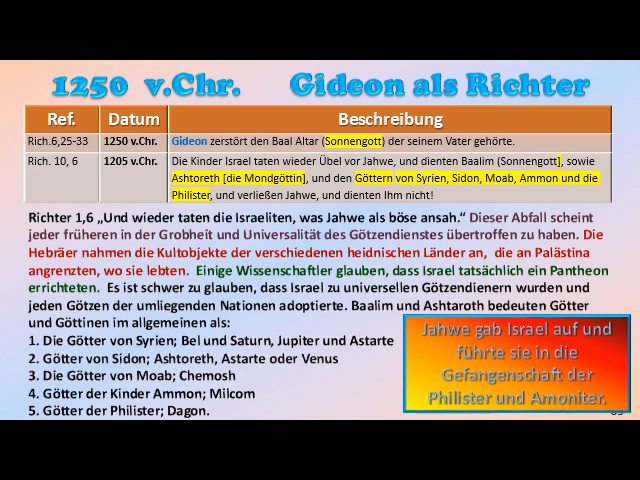 1250 v.Chr. Gideon als Richter
Ref. Datum Beschreibung
Rich.6,25-33 1250 v.Chr. Gideon zerstört den Baal Altar (Sonnengott) der seinem Vater gehörte.
Rich. 10, 6 1205 v.Chr. Die Kinder Israel taten wieder Übel vor Jahwe, und dienten Baalim (Sonnengott], sowie
Ashtoreth [die Mondgöttin], und den Göttern von Syrien, Sidon, Moab, Ammon und die
Philister, und verließen Jahwe, und dienten Ihm nicht!
Richter 1,6 „Und wieder taten die Israeliten, was Jahwe als böse ansah.“ Dieser Abfall scheint
jeder früheren in der Grobheit und Universalität des Götzendienstes übertroffen zu haben. Die
Hebräer nahmen die Kultobjekte der verschiedenen heidnischen Länder an, die an Palästina
angrenzten, wo sie lebten. Einige Wissenschaftler glauben, dass Israel tatsächlich ein Pantheon
errichteten. Es ist schwer zu glauben, dass Israel zu universellen Götzendienern wurden und
jeden Götzen der umliegenden Nationen adoptierte. Baalim und Ashtaroth bedeuten Götter
und Göttinen im allgemeinen als:
1. Die Götter von Syrien; Bel und Saturn, Jupiter und Astarte
2. Götter von Sidon; Ashtoreth, Astarte oder Venus
3. Die Götter von Moab; Chemosh
4. Götter der Kinder Ammon; Milcom
5. Götter der Philister; Dagon.
Jahwe gab Israel auf und
führte sie in die
Gefangenschaft der
Philister und Amoniter.